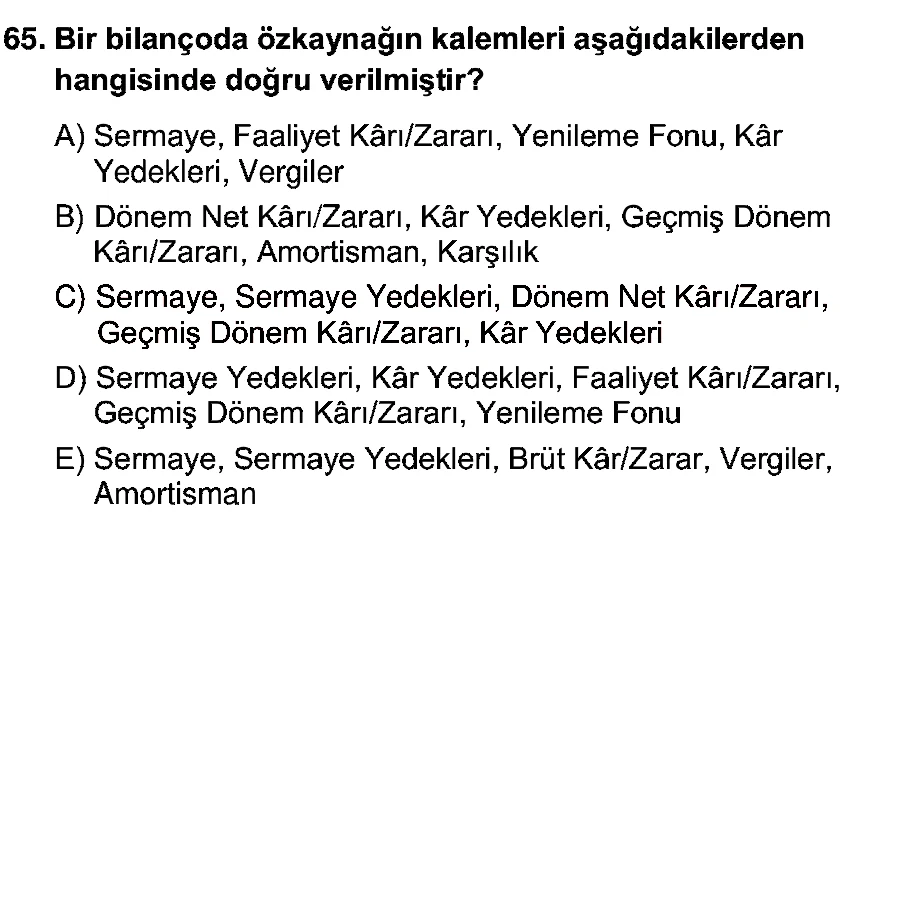 65. Bir bilançoda özkaynağın kalemleri aşağıdakilerden
hangisinde doğru verilmiştir?
A) Sermaye, Faaliyet Kârı/Zararı, Yenileme Fonu, Kâr
Yedekleri, Vergiler
B) Dönem Net Kârı/Zararı, Kâr Yedekleri, Geçmiş Dönem
Kârı/Zararı, Amortisman, Karşılık
C) Sermaye, Sermaye Yedekleri, Dönem Net Kârı/Zararı,
Geçmiş Dönem Kârı/Zararı, Kâr Yedekleri
D) Sermaye Yedekleri, Kâr Yedekleri, Faaliyet Kârı/Zararı,
Geçmiş Dönem Kârı/Zararı, Yenileme Fonu
E) Sermaye, Sermaye Yedekleri, Brüt Kâr/Zarar, Vergiler,
Amortisman